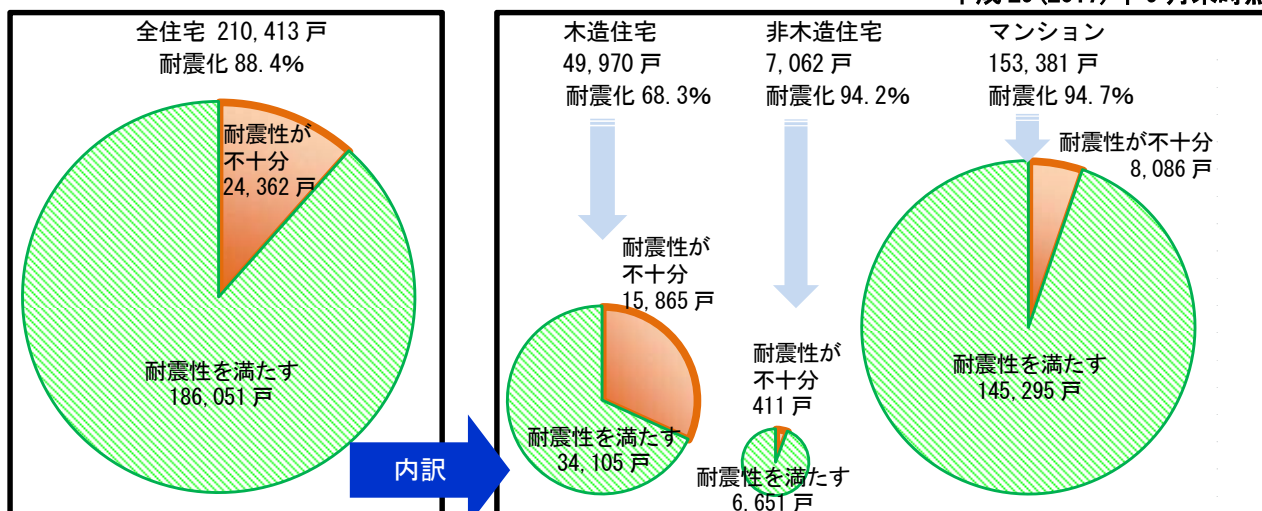 全住宅 210,413 戸
耐震化 88.4%
耐震性が
不十分
24,362 戸
耐震性を満たす
186,051 戸
内訳
木造住宅
49,970 戸
耐震化 68.3%
耐震性が
不十分
15,865 戸
耐震性を満たす
34,105 戸
非木造住宅
7,062 戸
耐震化 94.2%
耐震性が
不十分
411 戸
耐震性を満たす
6,651 戸
マンション
153,381 戸
耐震化 94.7%
耐震性が不十分
8,086 戸
耐震性を満たす
145,295 戸